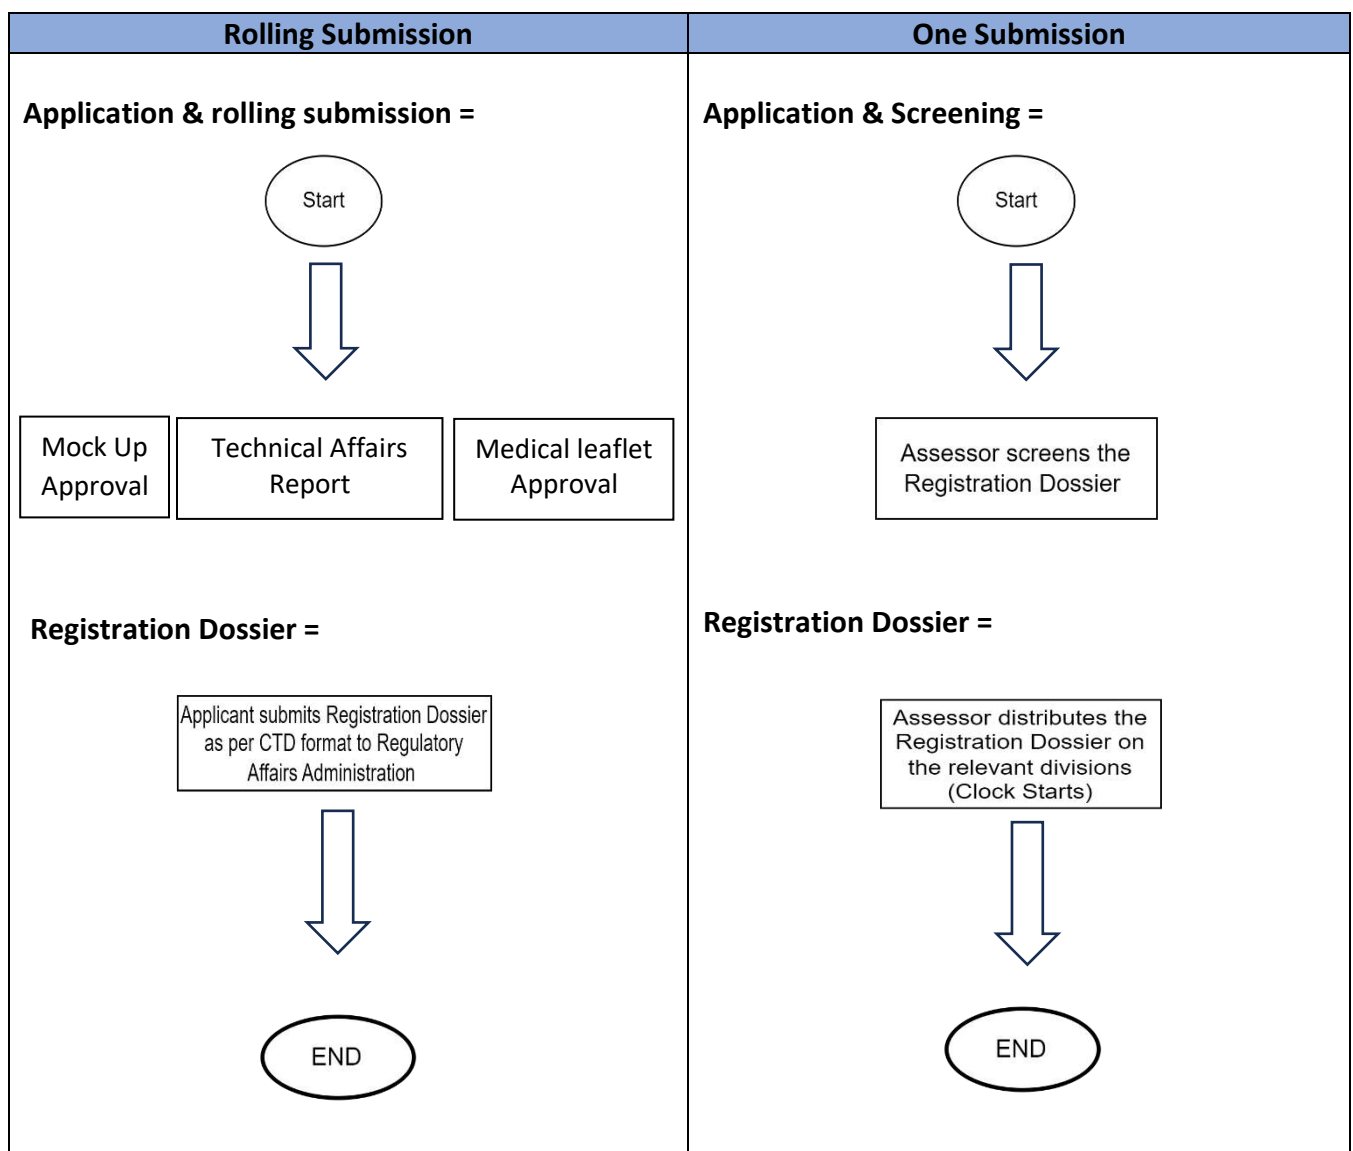 Rolling Submission
One Submission
Application & rolling submission =
Start
Mock Up
Approval
Technical Affairs
Report
Medical leaflet
Approval
Registration Dossier =
Applicant submits Registration Dossier
as per CTD format to Regulatory
Affairs Administration
END
Application & Screening =
Start
Assessor screens the
Registration Dossier
Registration Dossier =
Assessor distributes the
Registration Dossier on
the relevant divisions
(Clock Starts)
END